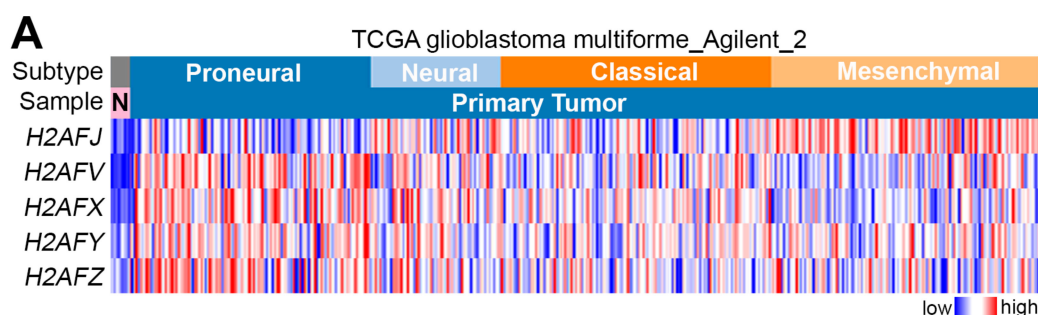 A
TCGA glioblastoma multiforme_Agilent_2
Subtype Proneural Neural Classical Mesenchymal
Sample N Primary Tumor
H2AFJ
H2AFV
H2AFX
H2AFY
H2AFZ
low high